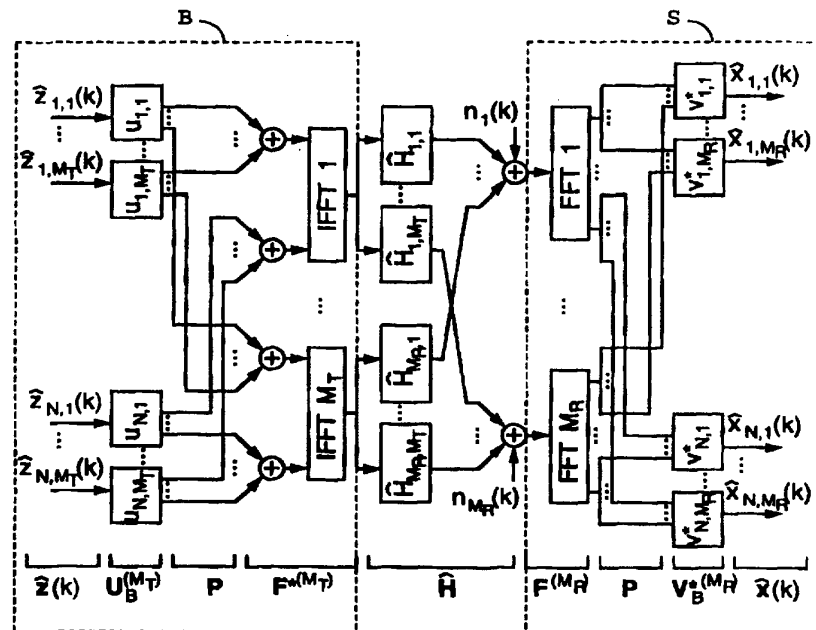 B
S
ẑ1,1(k)
u1,1
ẑ1,MT(k)
u1,MT
IFFT 1
Ĥ1,1
Ĥ1,MT
n1(k)
FFT 1
v*1,1
x̂1,1(k)
v*1,MR
x̂1,MR(k)
ẑN,1(k)
uN,1
ẑN,MT(k)
uN,MT
IFFT MT
ĤMR,1
ĤMR,MT
nMR(k)
FFT MR
v*N,1
x̂N,1(k)
v*N,MR
x̂N,MR(k)
ẑ(k) UB(MT) P F*(MT) Ĥ F(MR) P VB*(MR) x̂(k)